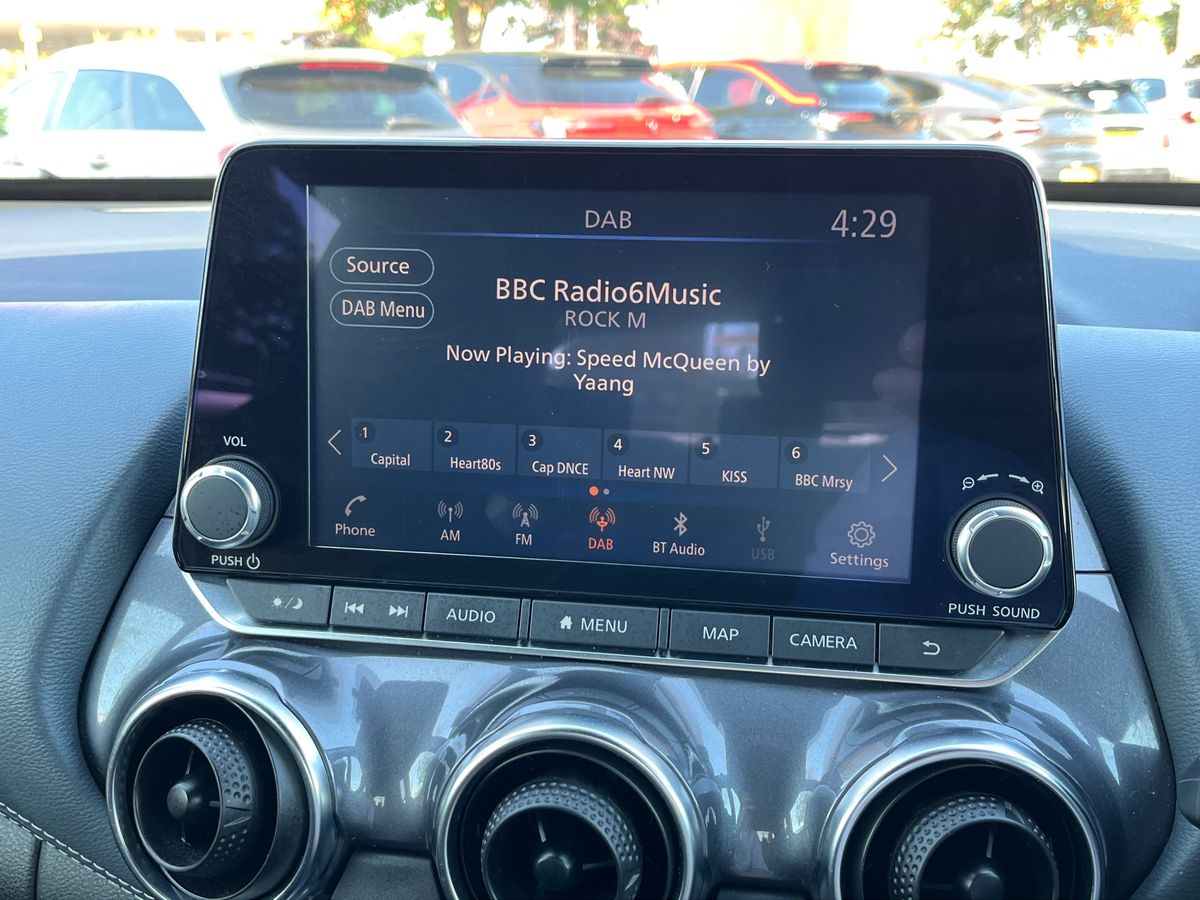 DAB
4:29
Source
DAB Menu
BBC Radio6Music
ROCK M
Now Playing: Speed McQueen by
Yaang
1 Capital
2 Heart80s
3 Cap DNCE
4 Heart NW
5 KISS
6 BBC Mrsy
Phone
AM
FM
DAB
BT Audio
USB
Settings
VOL
PUSH
PUSH SOUND
AUDIO
MENU
MAP
CAMERA